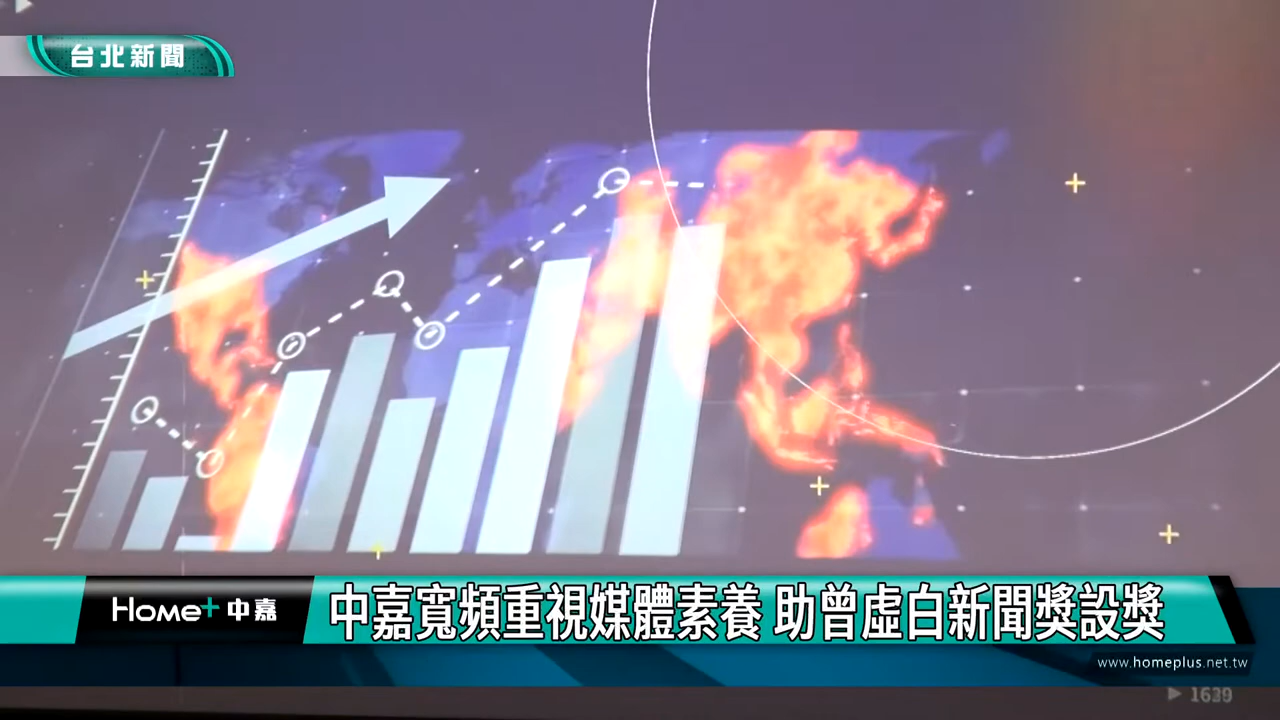 台北新聞
Home+ 中嘉
中嘉寬頻重視媒體素養 助曾虛白新聞獎設獎
www.homeplus.net.tw
1639